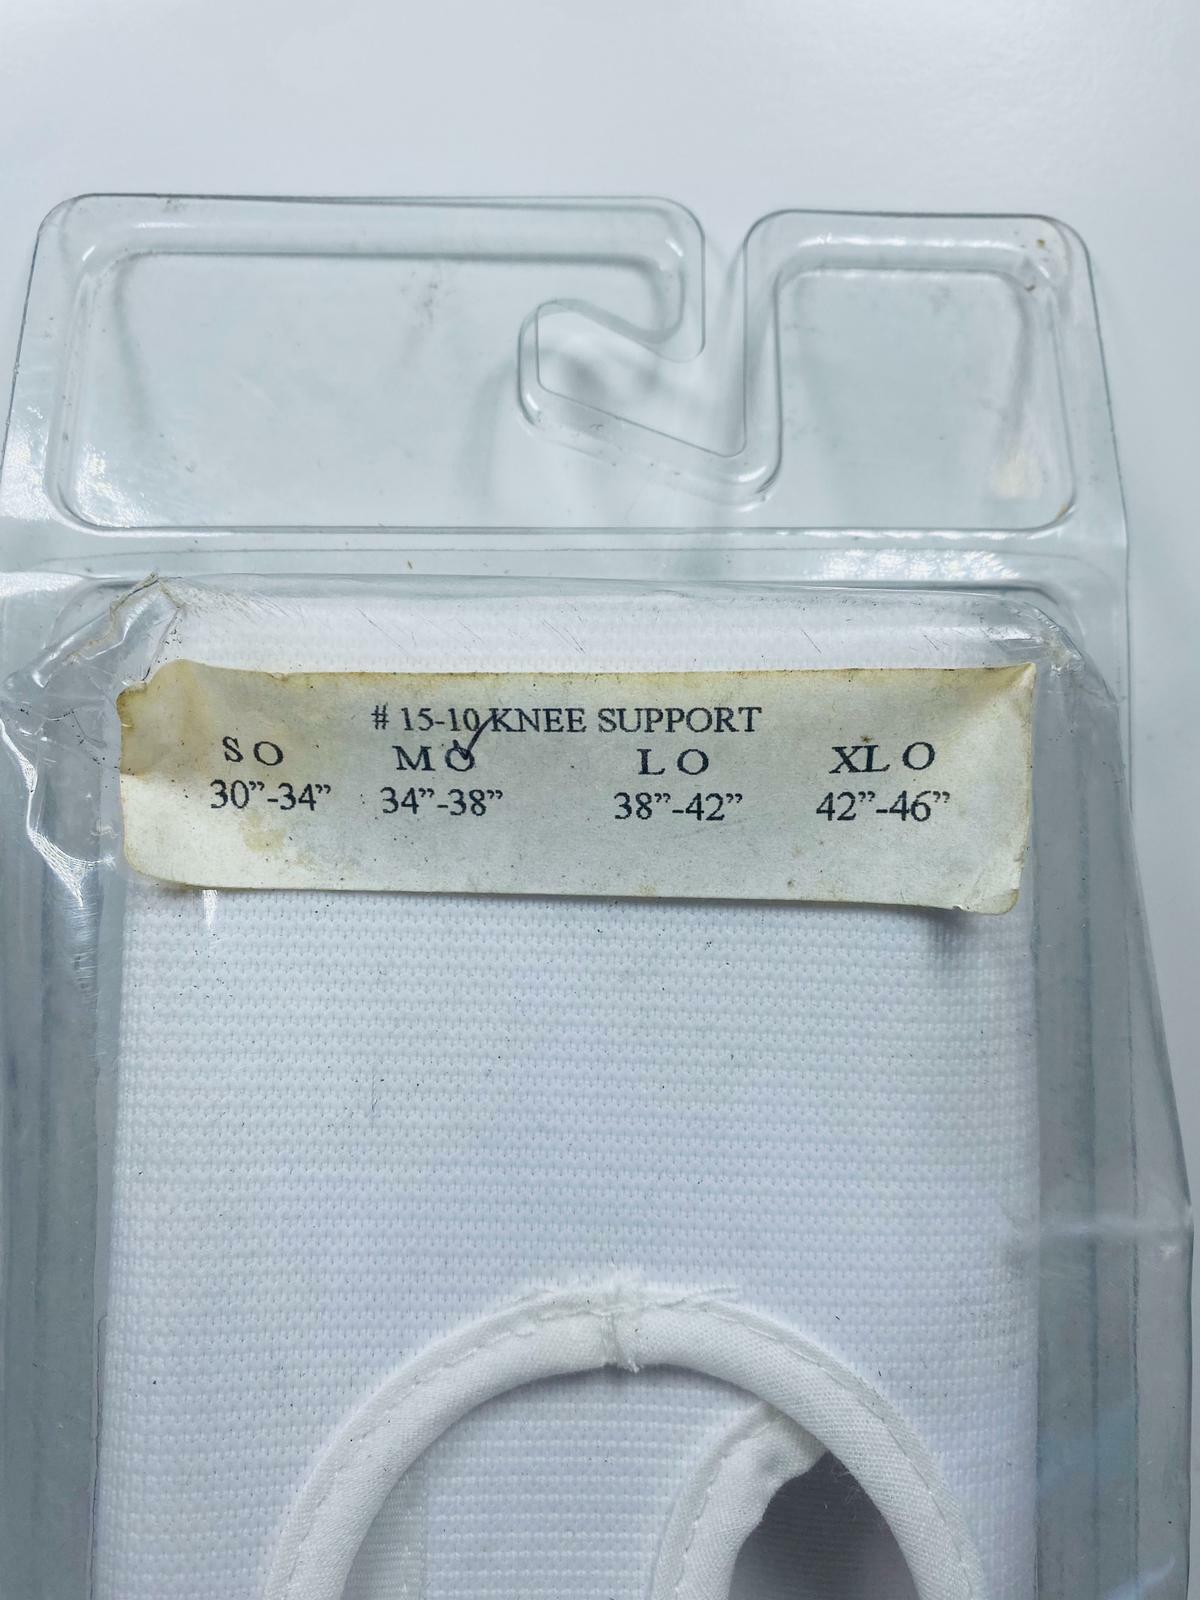 # 15-10 KNEE SUPPORT
S O M O L O XL O
30”-34” 34”-38” 38”-42” 42”-46”